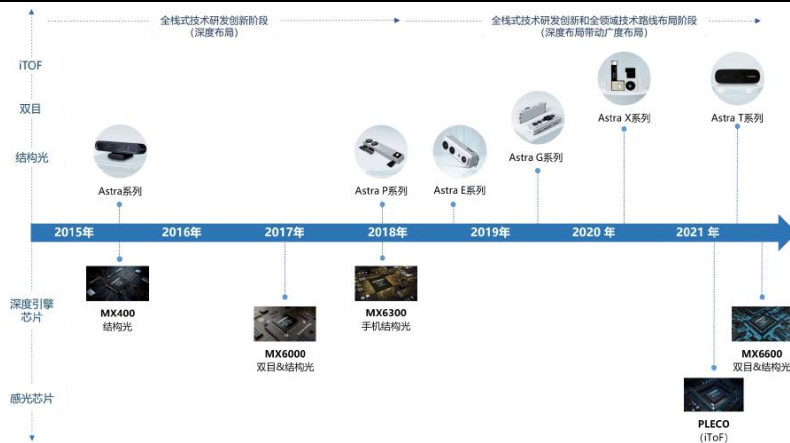 全栈式技术研发创新阶段
（深度布局）
全栈式技术研发创新和全领域技术路线布局阶段
（深度布局带动广度布局）
iTOF
双目
结构光
Astra系列
Astra P系列
Astra E系列
Astra G系列
Astra X系列
Astra T系列
2015年
2016年
2017年
2018年
2019年
2020 年
2021 年
深度引擎
芯片
感光芯片
MX400
结构光
MX6000
双目&结构光
MX6300
手机结构光
MX6600
双目&结构光
PLECO
（iToF）